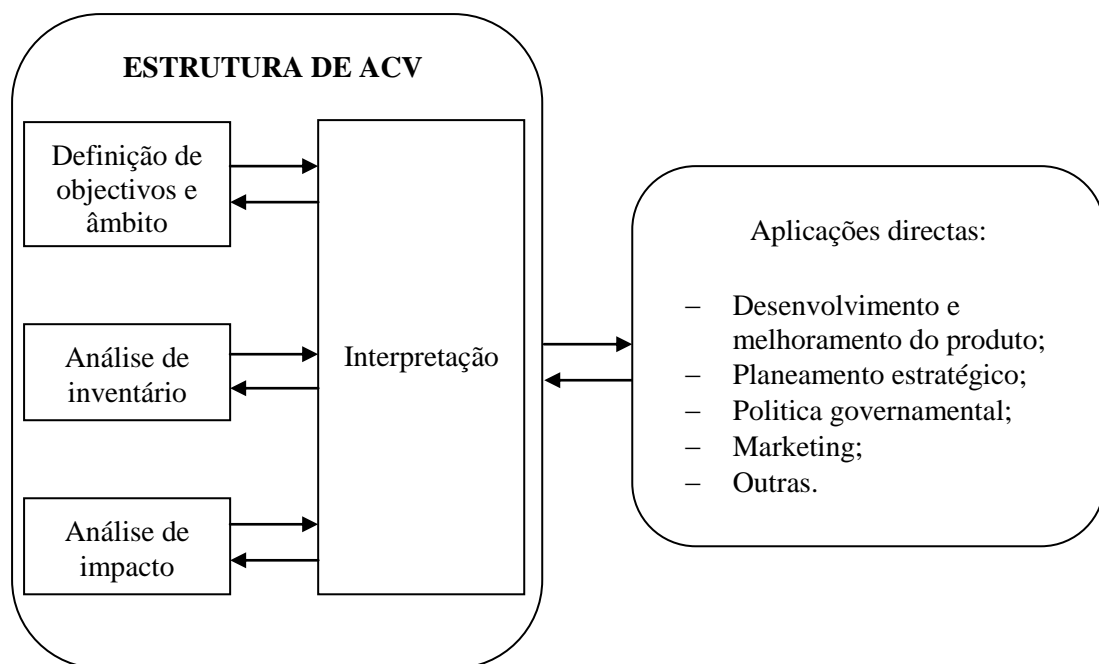 ESTRUTURA DE ACV
Definição de
objectivos e
âmbito
Análise de
inventário
Análise de
impacto
Interpretação
Aplicações directas:
– Desenvolvimento e
melhoramento do produto;
– Planeamento estratégico;
– Politica governamental;
– Marketing;
– Outras.